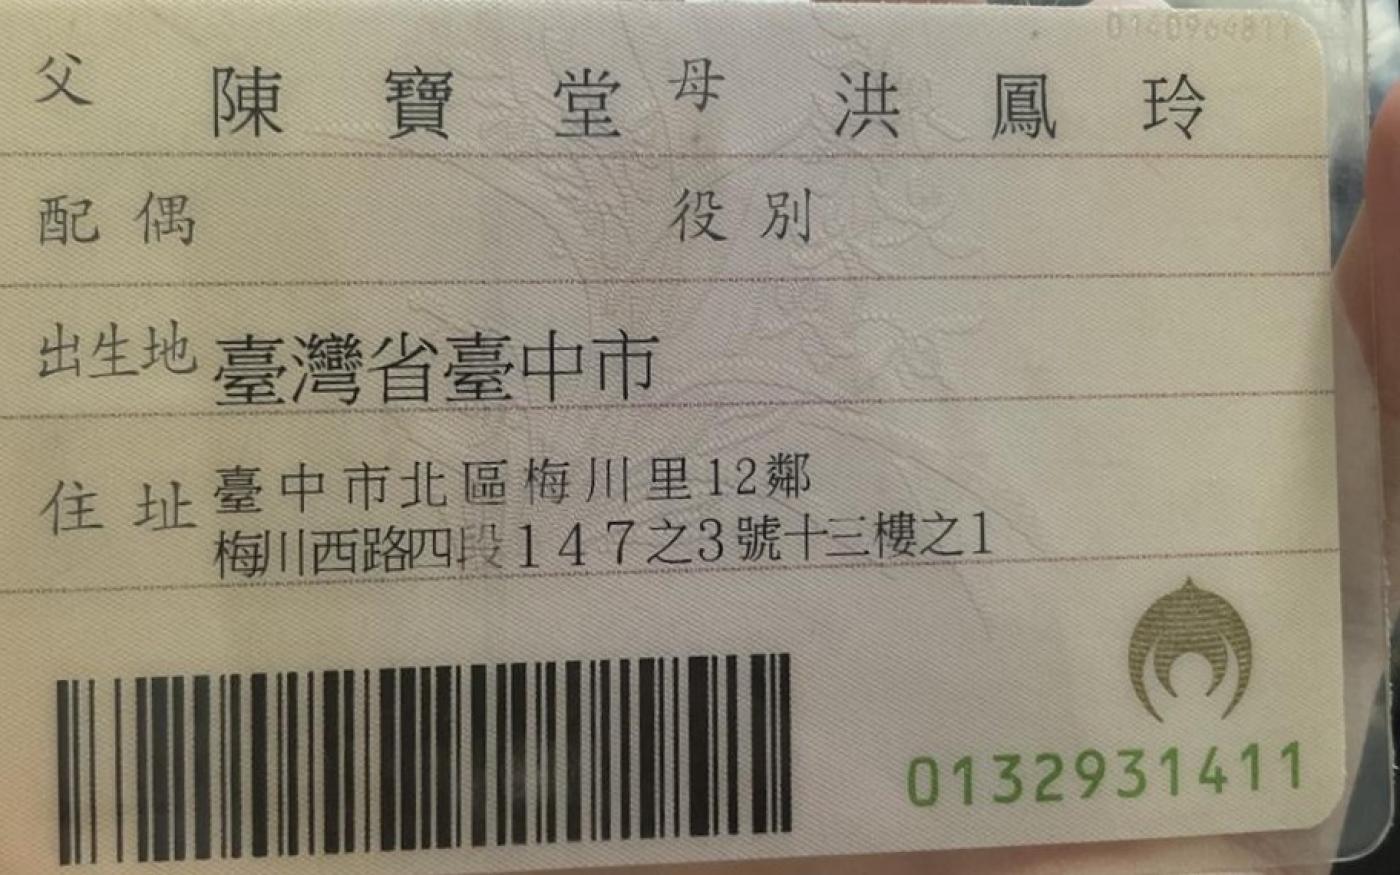 父 陳寶堂 母 洪鳳玲
配偶 役別
出生地 臺灣省臺中市
住址 臺中市北區梅川里12鄰
梅川西路四段147之3號十三樓之1
0132931411